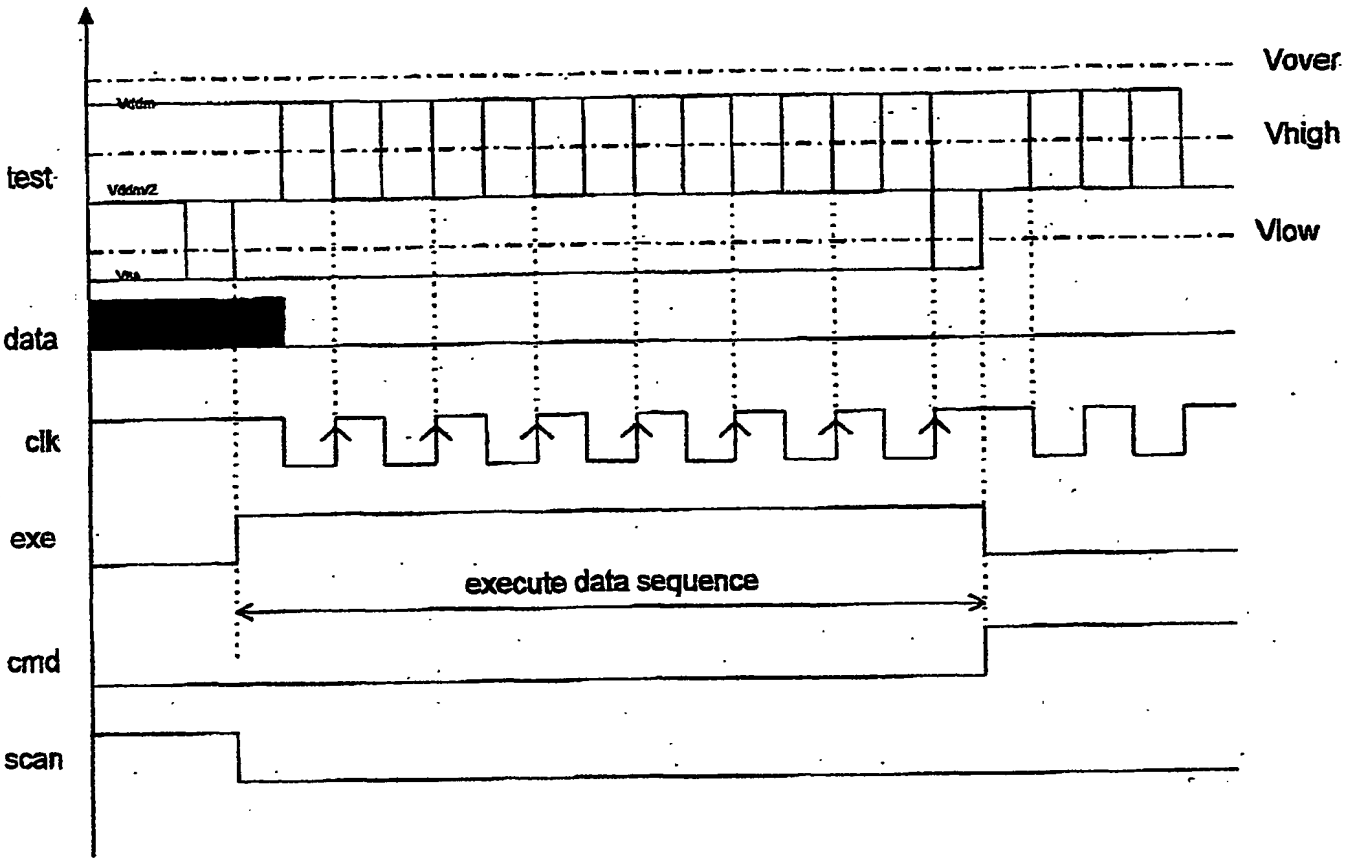 Vover
Vddm
Vhigh
test
Vddm/2
Vlow
Vss
data
clk
exe
execute data sequence
cmd
scan